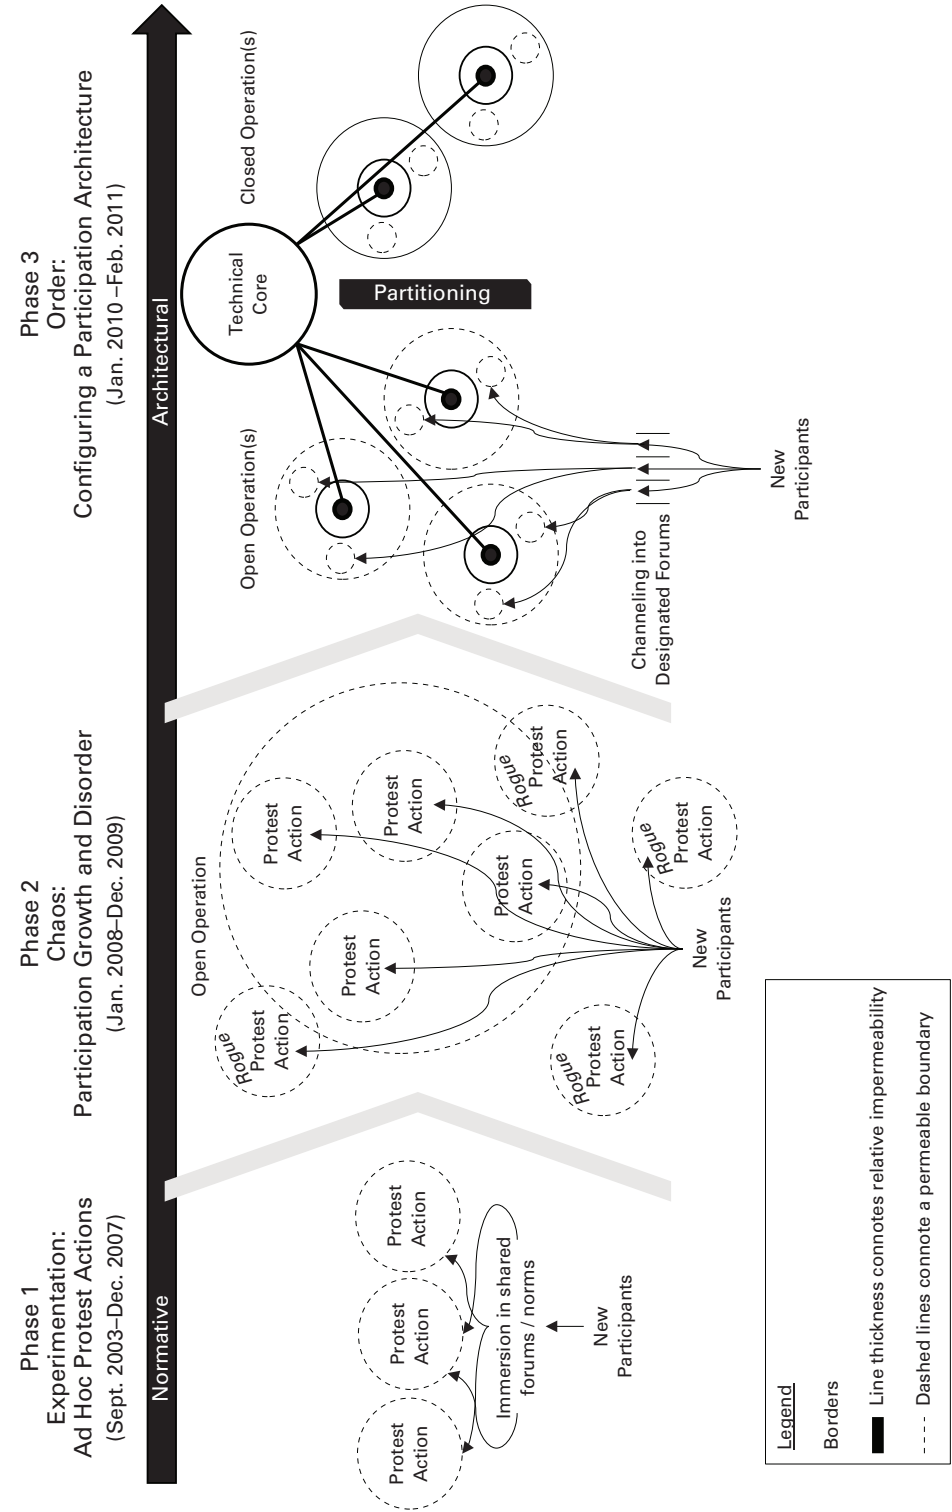 Phase 1
Experimentation:
Ad Hoc Protest Actions
(Sept. 2003–Dec. 2007)
Phase 2
Chaos:
Participation Growth and Disorder
(Jan. 2008–Dec. 2009)
Phase 3
Order:
Configuring a Participation Architecture
(Jan. 2010 –Feb. 2011)
Normative
Architectural
Protest
Action
Protest
Action
Protest
Action
Immersion in shared
forums / norms
New
Participants
Open Operation
Rogue
Protest
Action
Protest
Action
Protest
Action
Protest
Action
Protest
Action
Rogue
Protest
Action
Rogue
Protest
Action
Rogue
Protest
Action
New
Participants
Open Operation(s)
Technical
Core
Closed Operation(s)
Partitioning
Channeling into
Designated Forums
New
Participants
Legend
Borders
Line thickness connotes relative impermeability
Dashed lines connote a permeable boundary